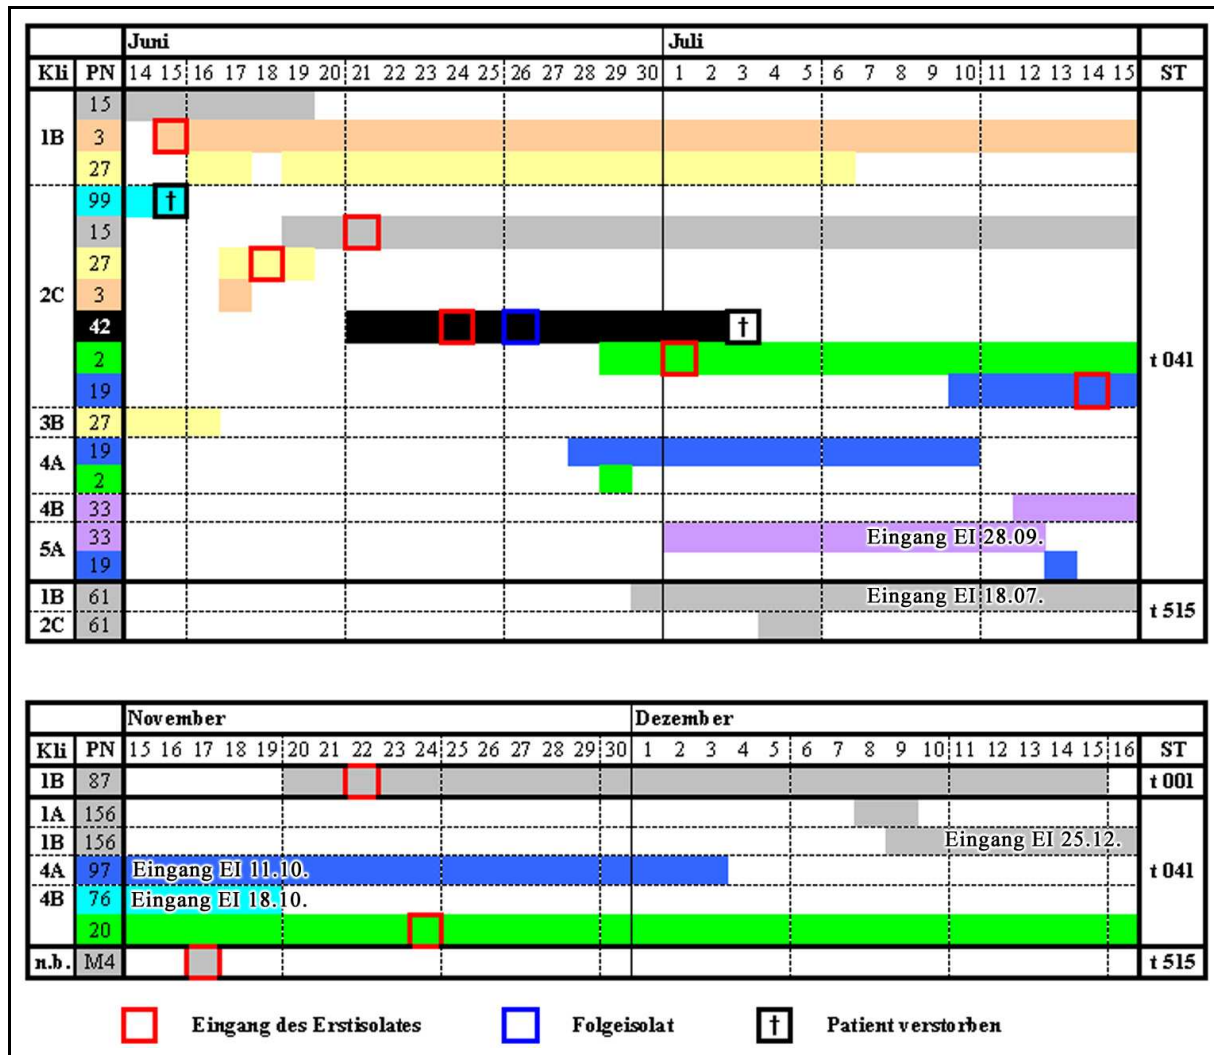 Juni Juli
Kli PN 14 15 16 17 18 19 20 21 22 23 24 25 26 27 28 29 30 1 2 3 4 5 6 7 8 9 10 11 12 13 14 15 ST
15
1B 3
27
99 †
15
27
2C 3
42 †
2 t 041
19
3B 27
19
4A
2
4B 33
33 Eingang EI 28.09.
5A
19
1B 61 Eingang EI 18.07.
t 515
2C 61
November Dezember
Kli PN 15 16 17 18 19 20 21 22 23 24 25 26 27 28 29 30 1 2 3 4 5 6 7 8 9 10 11 12 13 14 15 16 ST
1B 87 t 001
1A 156
1B 156 Eingang EI 25.12.
4A 97 Eingang EI 11.10. t 041
4B 76 Eingang EI 18.10.
20
n.b. M4 t 515
Eingang des Erstisolates Folgeisolat † Patient verstorben